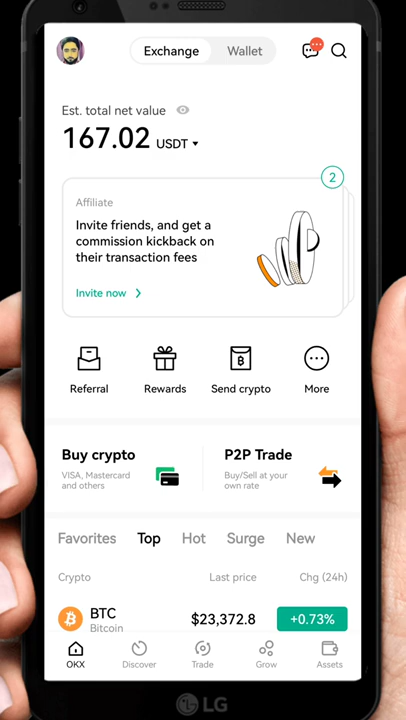 Exchange
Wallet
Est. total net value
167.02 USDT
2
Affiliate
Invite friends, and get a
commission kickback on
their transaction fees
Invite now
Referral
Rewards
Send crypto
More
Buy crypto
VISA, Mastercard
and others
P2P Trade
Buy/Sell at your
own rate
Favorites
Top
Hot
Surge
New
Crypto
Last price
Chg (24h)
BTC
Bitcoin
$23,372.8
+0.73%
OKX
Discover
Trade
Grow
Assets
LG